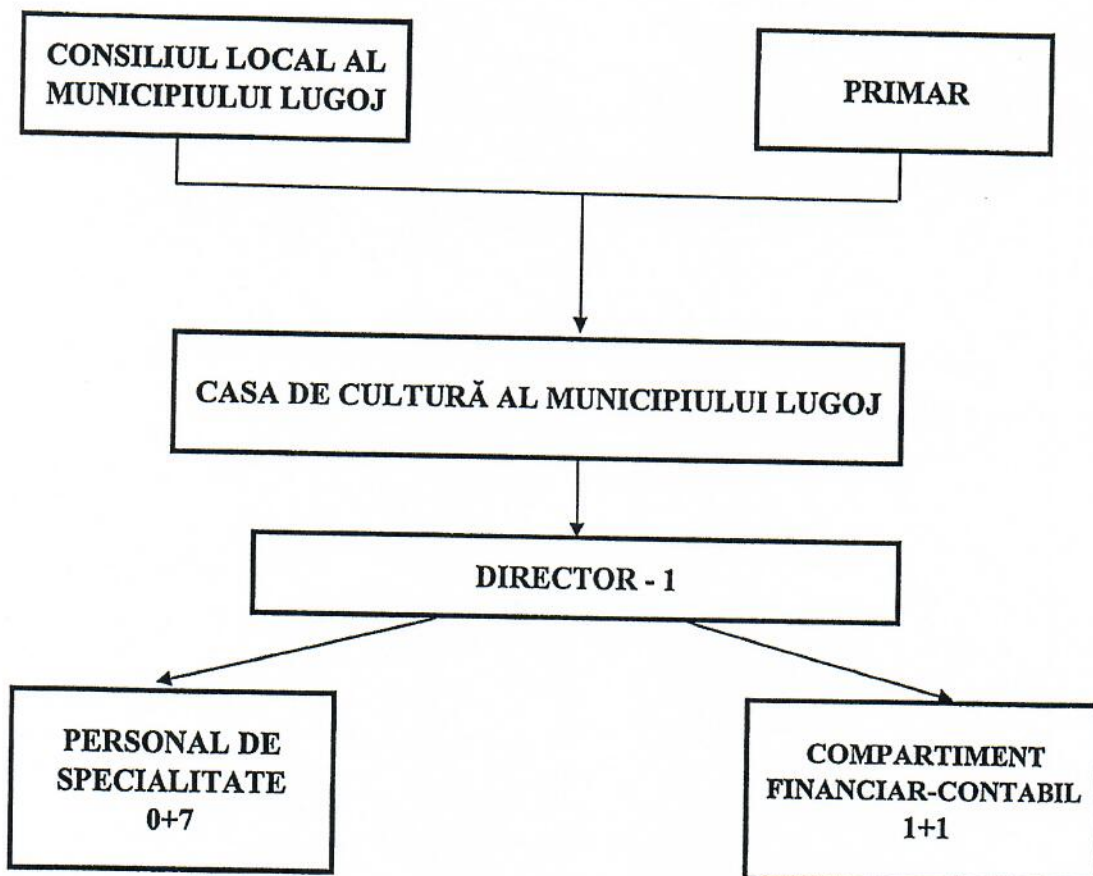 CONSILIUL LOCAL AL
MUNICIPIULUI LUGOJ
PRIMAR
CASA DE CULTURĂ AL MUNICIPIULUI LUGOJ
DIRECTOR - 1
PERSONAL DE
SPECIALITATE
0+7
COMPARTIMENT
FINANCIAR-CONTABIL
1+1